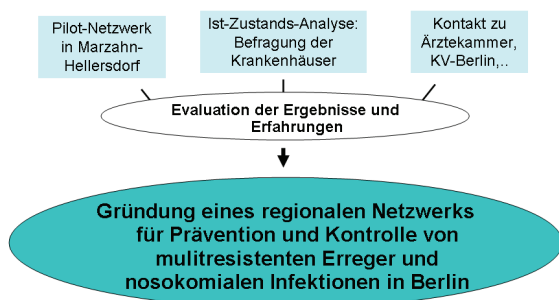 Pilot-Netzwerk
in Marzahn-
Hellersdorf
Ist-Zustands-Analyse:
Befragung der
Krankenhäuser
Kontakt zu
Ärztekammer,
KV-Berlin,..
Evaluation der Ergebnisse und
Erfahrungen
Gründung eines regionalen Netzwerks
für Prävention und Kontrolle von
mulitresistenten Erreger und
nosokomialen Infektionen in Berlin